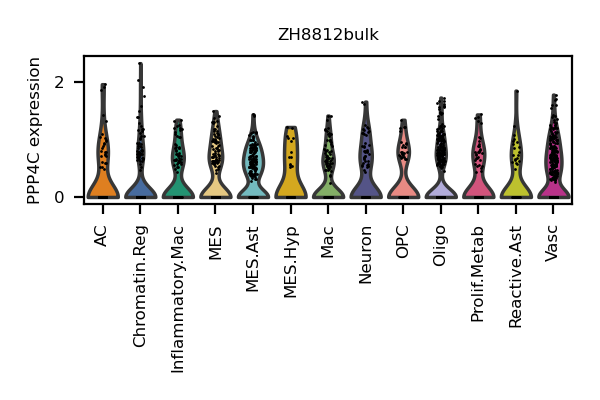 ZH8812bulk
PPP4C expression
2
0
AC
Chromatin.Reg
Inflammatory.Mac
MES
MES.Ast
MES.Hyp
Mac
Neuron
OPC
Oligo
Prolif.Metab
Reactive.Ast
Vasc